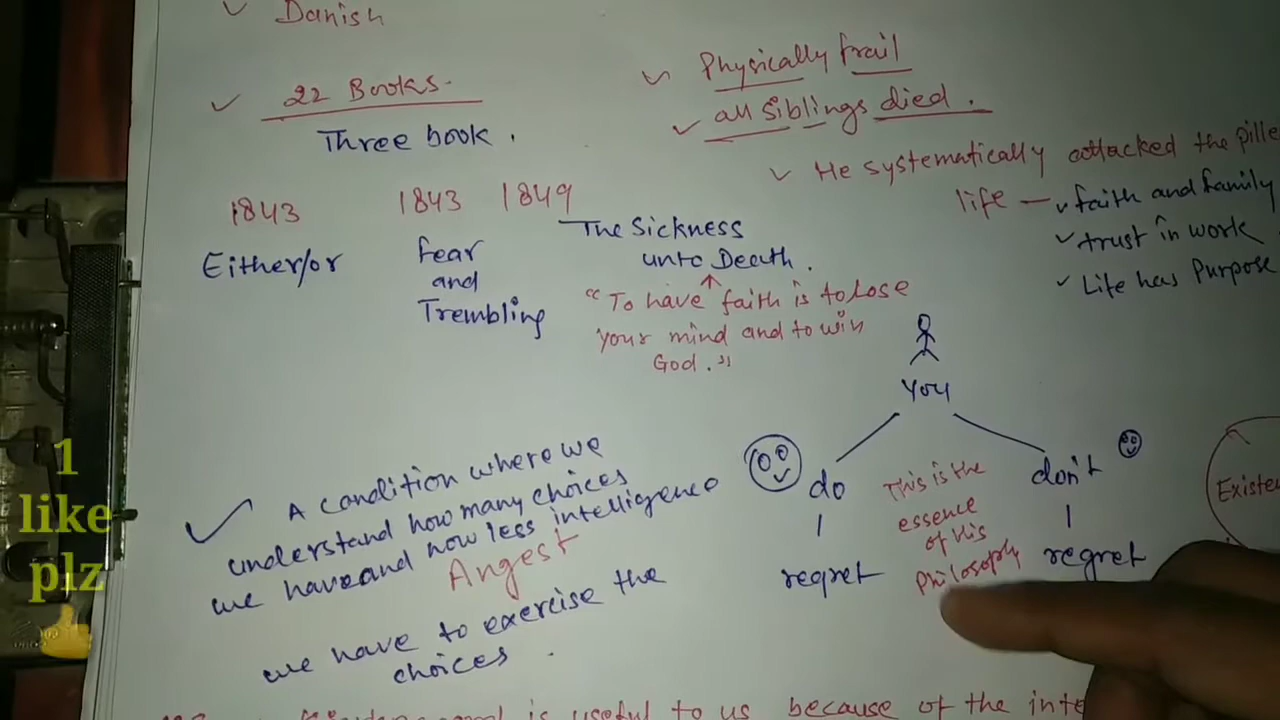 Danish
22 Books.
Three book.
1843
Either/or
1843
Fear
and
Trembling
1849
The Sickness
unto Death.
"To have faith is to Lose
your mind and to win
God."
Physically frail
all siblings died.
He systematically attacked the pille
life - faith and family
trust in work
Life has Purpose
You
do
regret
This is the
essence
of his
Philosophy
don't
regret
Existe
A condition where we
understand how many choices
we have and how less intelligence
Angest
we have to exercise the
choices.
is useful to us because of the inte
1
like
plz